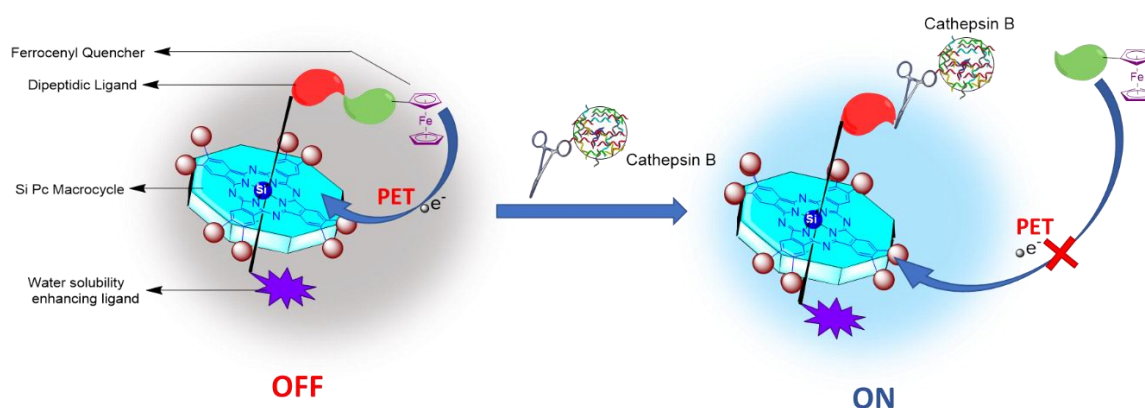 Ferrocenyl Quencher
Dipeptidic Ligand
Fe
Si Pc Macrocycle
N
N
N
N
Si
N
N
N
N
PET
e-
Water solubility
enhancing ligand
OFF
Cathepsin B
Cathepsin B
Fe
N
N
N
N
Si
N
N
N
N
PET
e-
ON